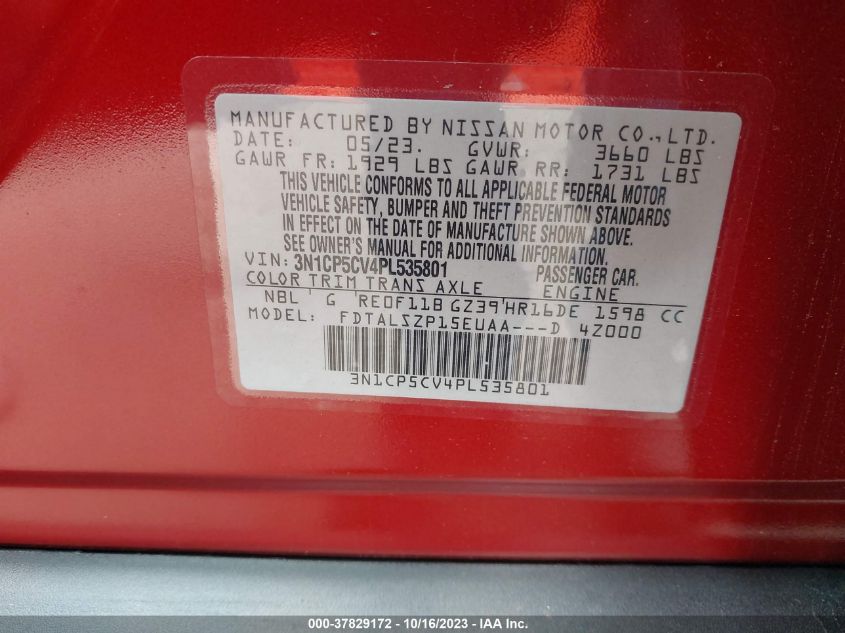 MANUFACTURED BY NISSAN MOTOR CO., LTD.
DATE: 05/23. GVWR: 3660 LBS
GAWR FR: 1929 LBS GAWR RR: 1731 LBS
THIS VEHICLE CONFORMS TO ALL APPLICABLE FEDERAL MOTOR
VEHICLE SAFETY, BUMPER AND THEFT PREVENTION STANDARDS
IN EFFECT ON THE DATE OF MANUFACTURE SHOWN ABOVE.
SEE OWNER'S MANUAL FOR ADDITIONAL INFORMATION.
VIN: 3N1CP5CV4PL535801 PASSENGER CAR.
COLOR TRIM TRANS AXLE ENGINE
NBL ' G RE0F11B GZ39 HR16DE 1598 CC
MODEL: FDTALSZP15EUAA---D 4Z000
3N1CP5CV4PL535801
000-37829172 - 10/16/2023 - IAA Inc.